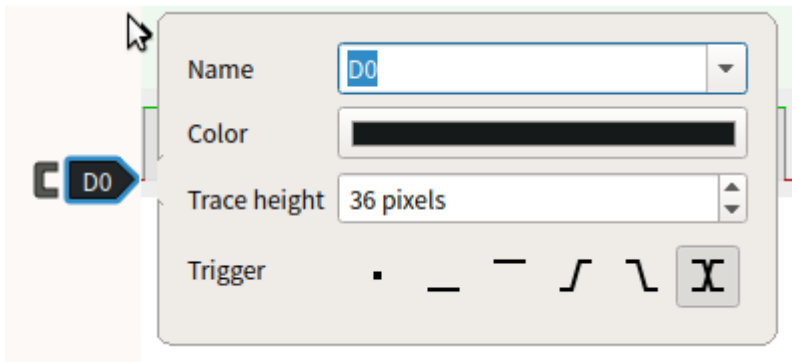 Name D0
Color
D0
Trace height 36 pixels
Trigger